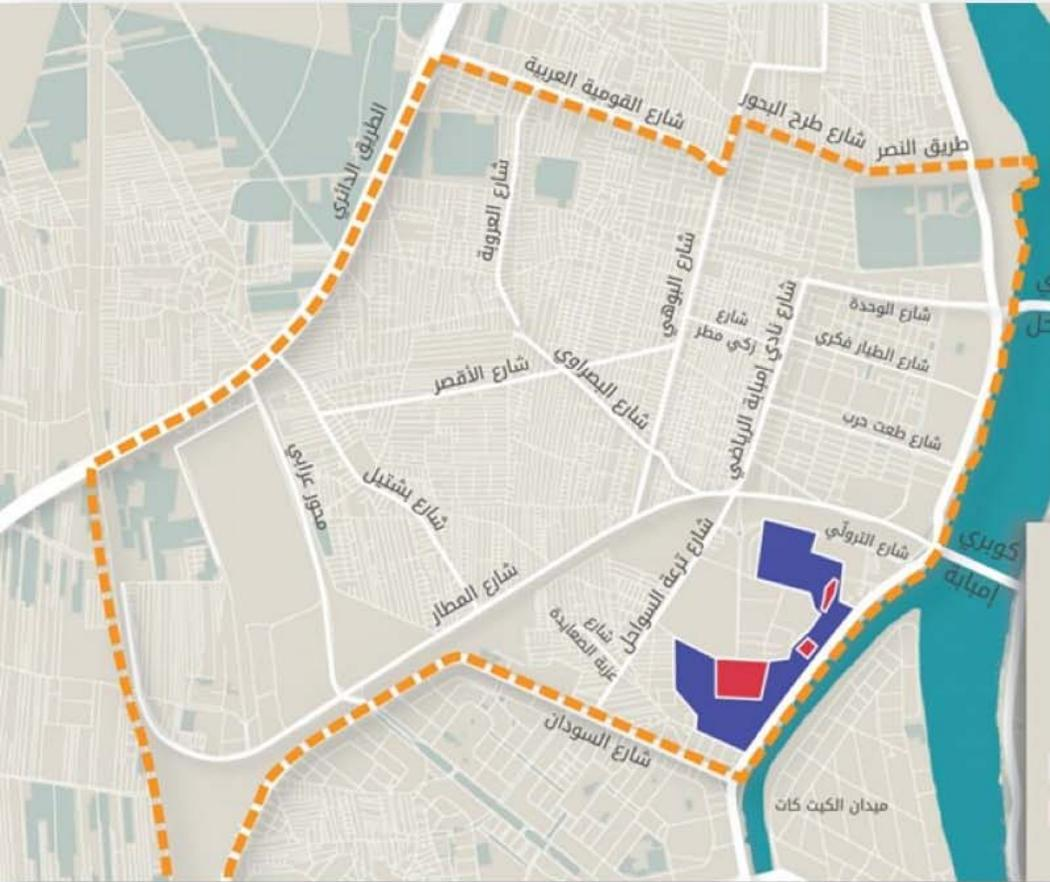 شارع القومية العربية
شارع طرح البحور
طريق النصر
الطريق الدائري
شارع العروبة
شارع البوهي
شارع نادي إمبابة الرياضي
شارع الوحدة
شارع
زكي مطر
شارع الطيار فكري
شارع الأقصر
شارع البصراوي
شارع طعت حرب
محور عرابي
شارع بشتيل
شارع المطار
شارع ترعة السواحل
شارع الترولّي
كوبري
إمبابة
شارع
عزبة الصعايدة
شارع السودان
ميدان الكيت كات